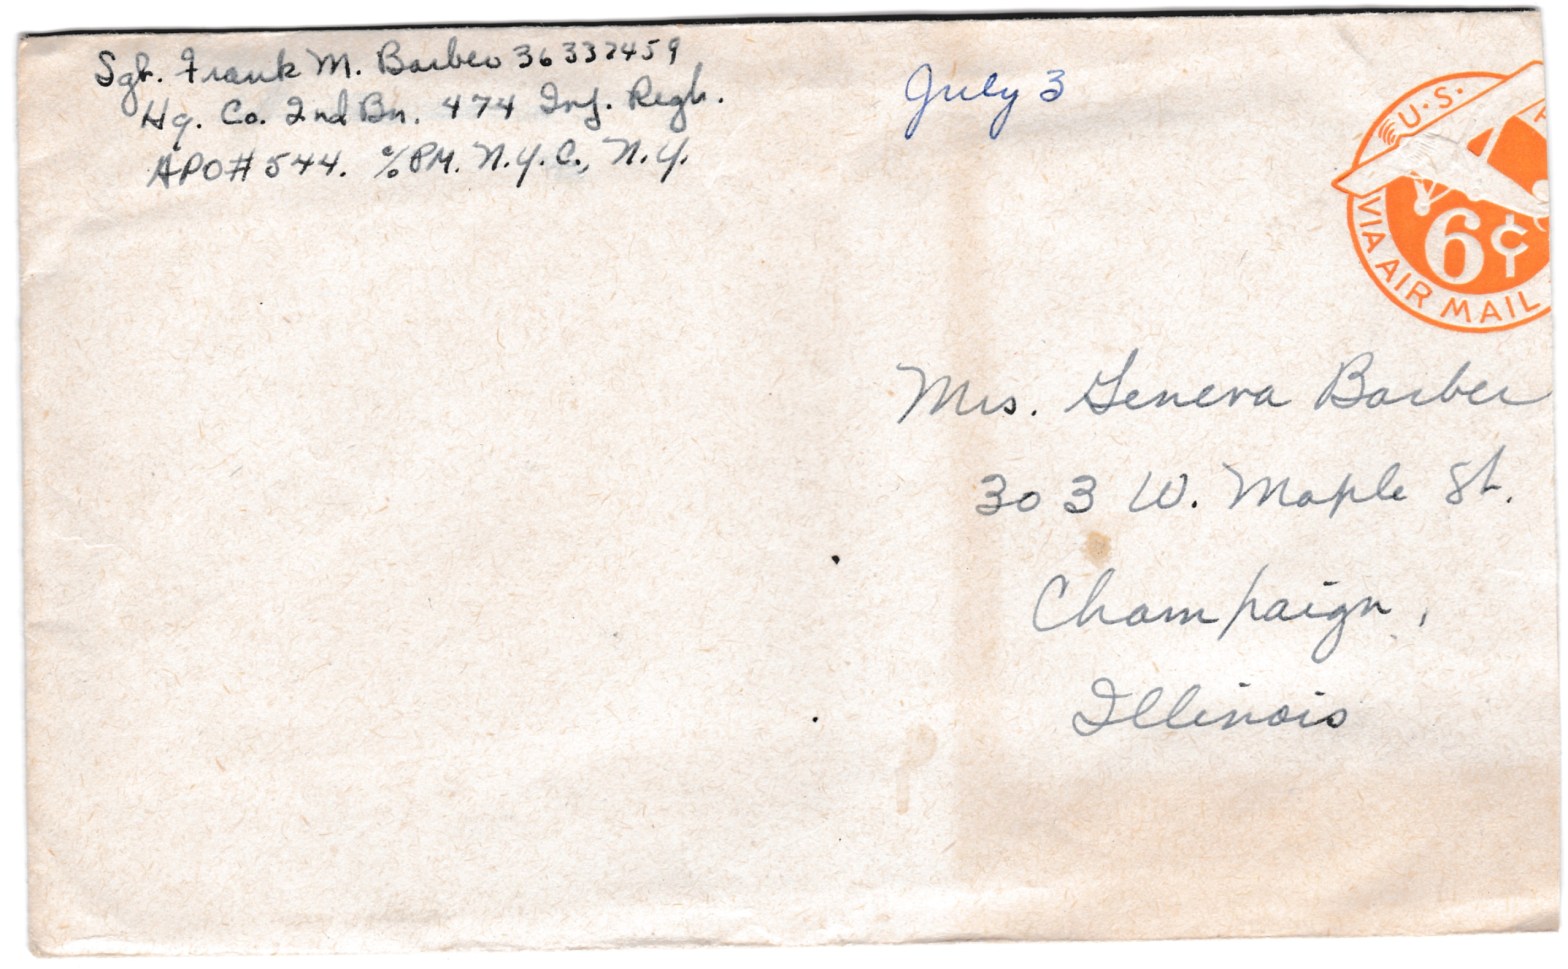 Sgt. Frank M. Barber 36337459
Hq. Co. 2nd Bn. 474 Inf. Regt.
APO# 544. c/o PM. N.Y.C., N.Y.
July 3
U.S.
6¢
VIA AIR MAIL
Mrs. Geneva Barber
303 W. Maple St.
Champaign,
Illinois